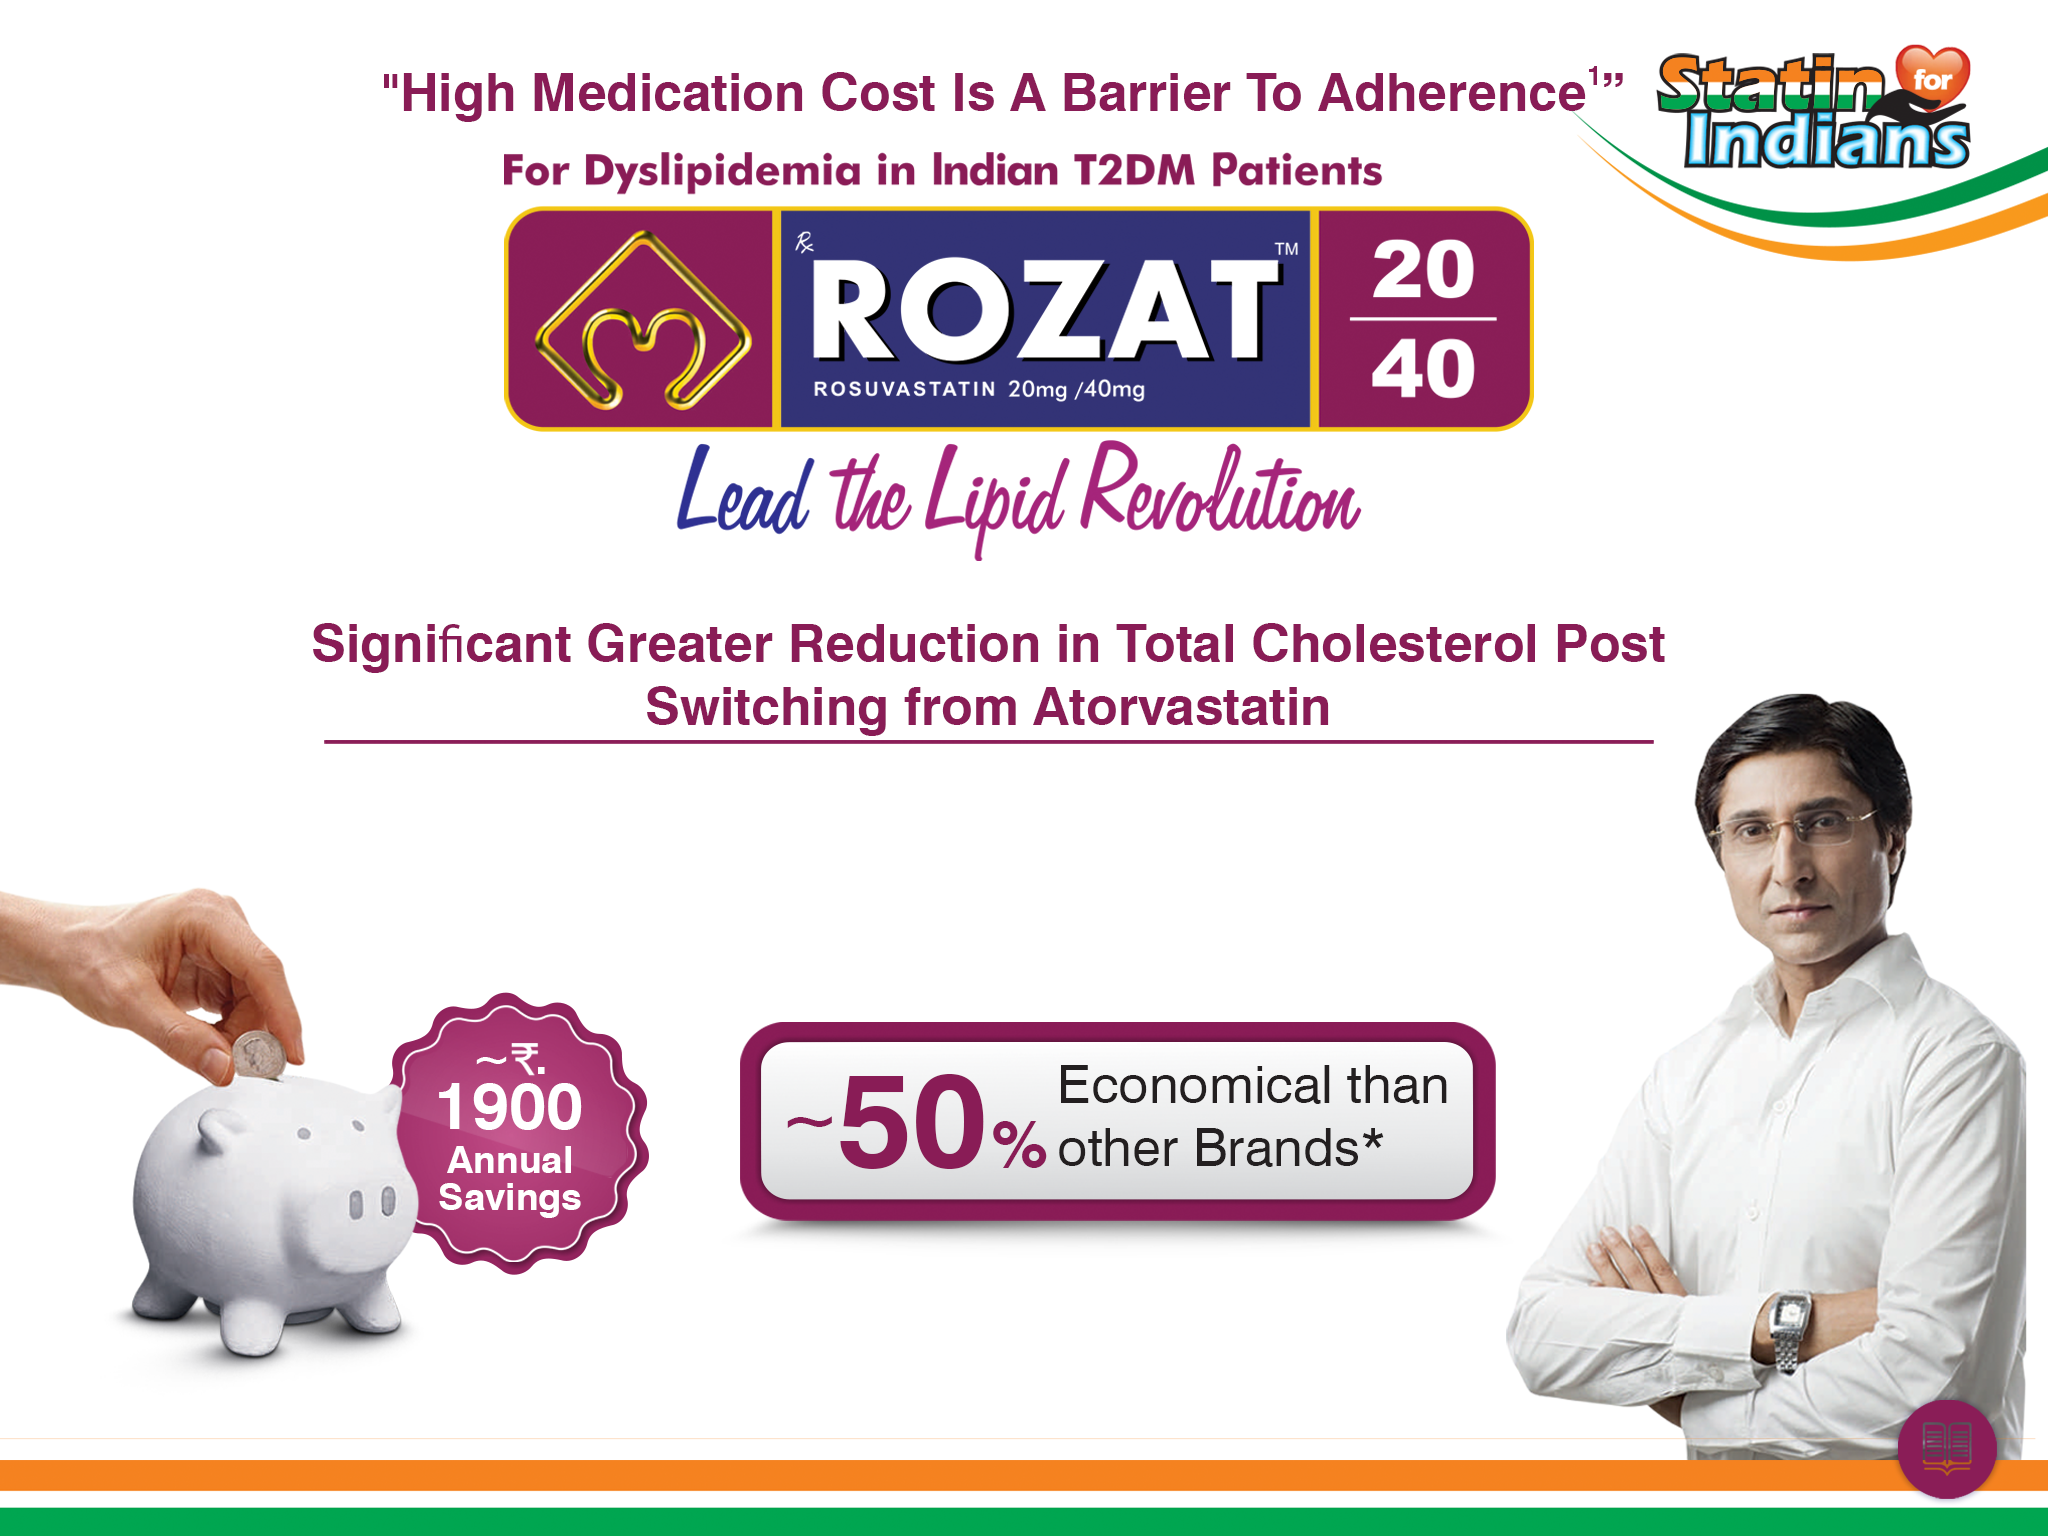 "High Medication Cost Is A Barrier To Adherence¹”
Statin for
Indians
For Dyslipidemia in Indian T2DM Patients
℞ ROZAT™
ROSUVASTATIN 20mg /40mg
20
40
Lead the Lipid Revolution
Significant Greater Reduction in Total Cholesterol Post
Switching from Atorvastatin
~₹.
1900
Annual
Savings
~50% Economical than
other Brands*